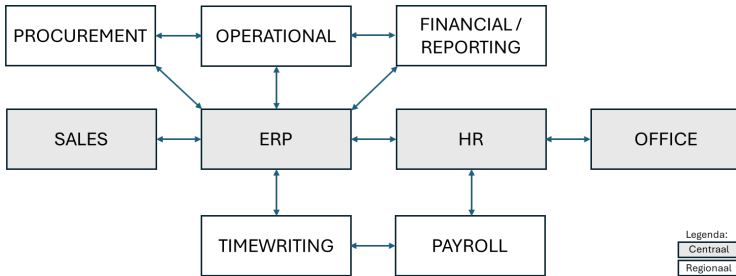 PROCUREMENT
OPERATIONAL
FINANCIAL /
REPORTING
SALES
ERP
HR
OFFICE
TIMEWRITING
PAYROLL
Legenda:
Centraal
Regionaal